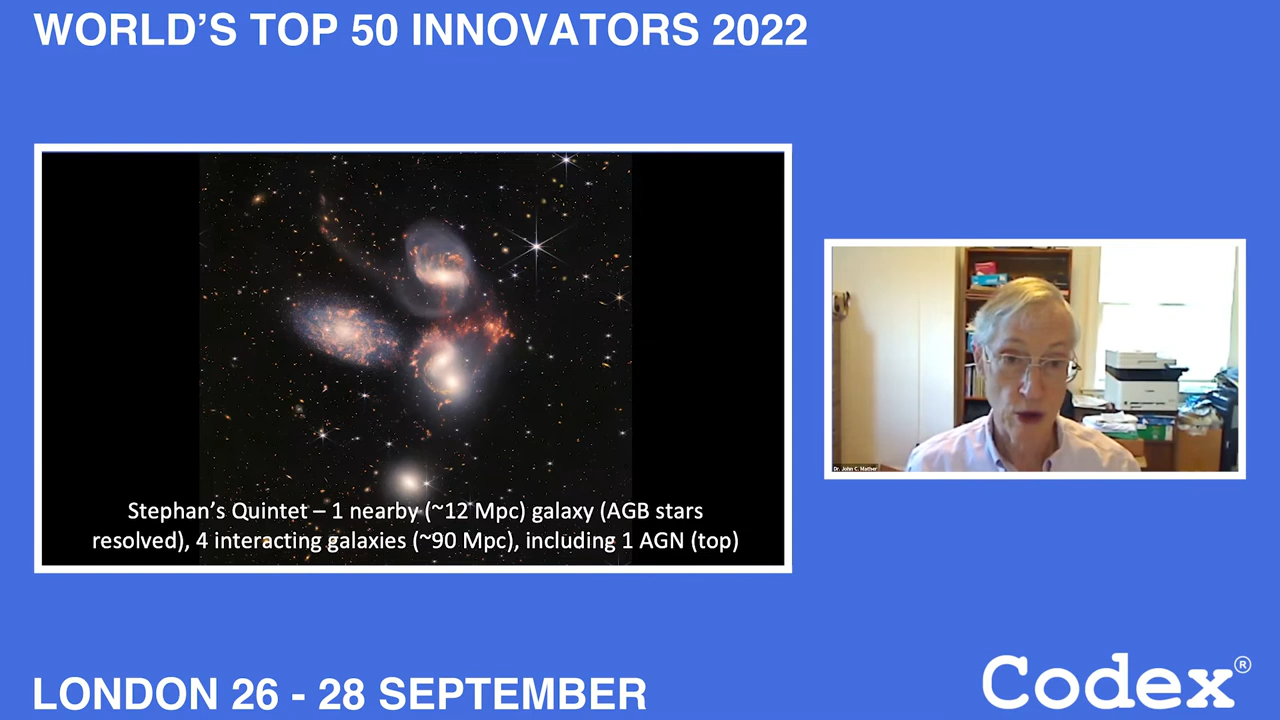 WORLD'S TOP 50 INNOVATORS 2022
Stephan's Quintet – 1 nearby (~12 Mpc) galaxy (AGB stars
resolved), 4 interacting galaxies (~90 Mpc), including 1 AGN (top)
Dr. John C. Mather
LONDON 26 - 28 SEPTEMBER
Codex®